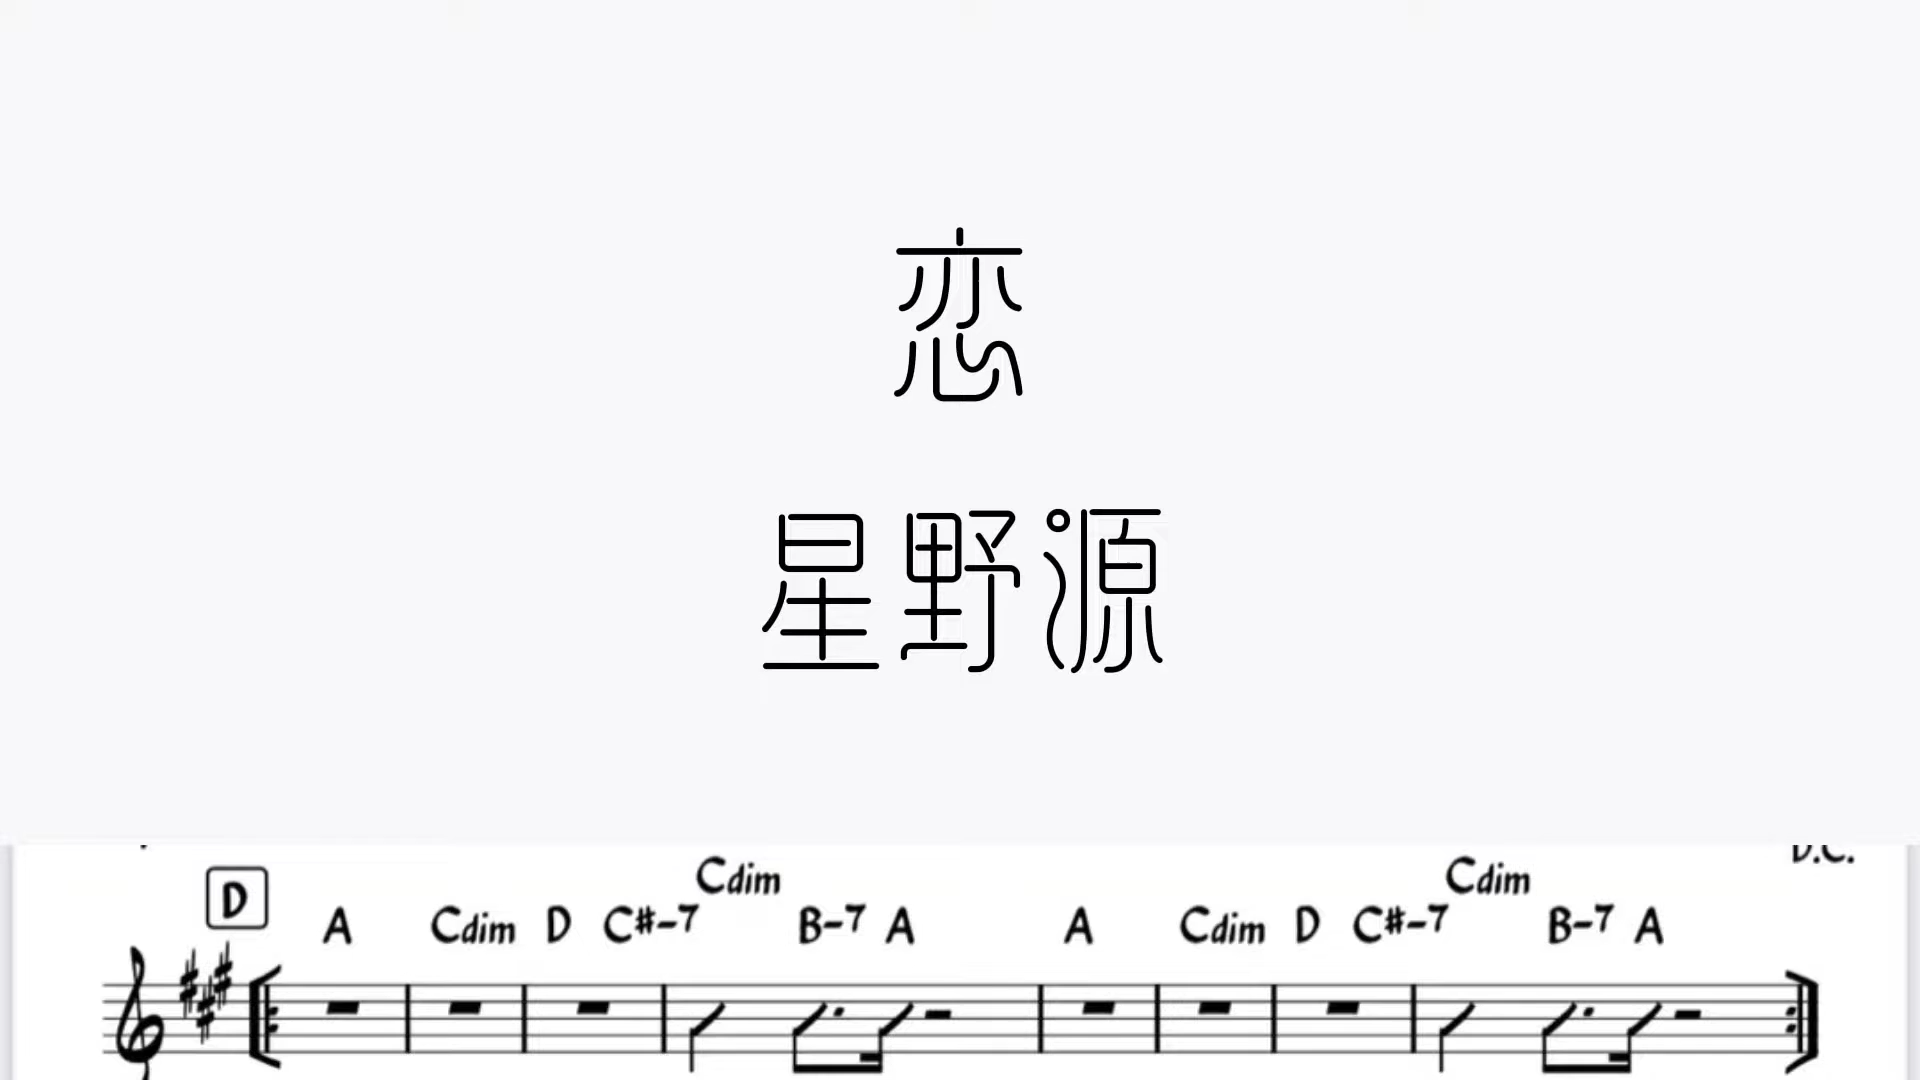 恋
星野源
D.C.
Cdim Cdim
D
A Cdim D C#-7 B-7 A A Cdim D C#-7 B-7 A